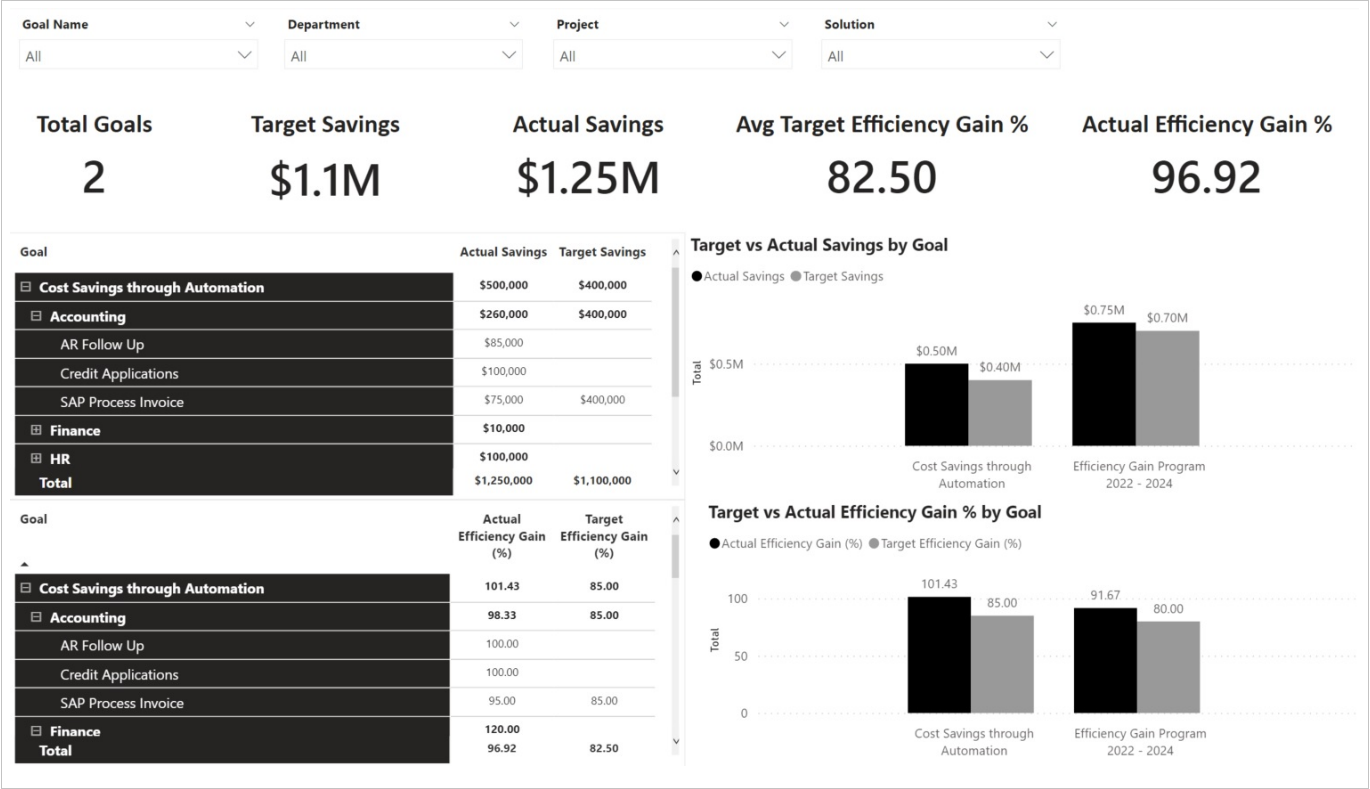 Goal Name Department Project Solution
All All All All
Total Goals Target Savings Actual Savings Avg Target Efficiency Gain % Actual Efficiency Gain %
2 $1.1M $1.25M 82.50 96.92
Goal Actual Savings Target Savings
Cost Savings through Automation $500,000 $400,000
Accounting $260,000 $400,000
AR Follow Up $85,000
Credit Applications $100,000
SAP Process Invoice $75,000 $400,000
Finance $10,000
HR $100,000
Total $1,250,000 $1,100,000
Target vs Actual Savings by Goal
Actual Savings Target Savings
$0.75M
$0.70M
$0.50M
$0.40M
Total
$0.5M
$0.0M
Cost Savings through Efficiency Gain Program
Automation 2022 - 2024
Goal Actual Target
Efficiency Gain Efficiency Gain
(%) (%)
Cost Savings through Automation 101.43 85.00
Accounting 98.33 85.00
AR Follow Up 100.00
Credit Applications 100.00
SAP Process Invoice 95.00 85.00
Finance 120.00
Total 96.92 82.50
Target vs Actual Efficiency Gain % by Goal
Actual Efficiency Gain (%) Target Efficiency Gain (%)
101.43
85.00
91.67
80.00
Total
100
50
0
Cost Savings through Efficiency Gain Program
Automation 2022 - 2024